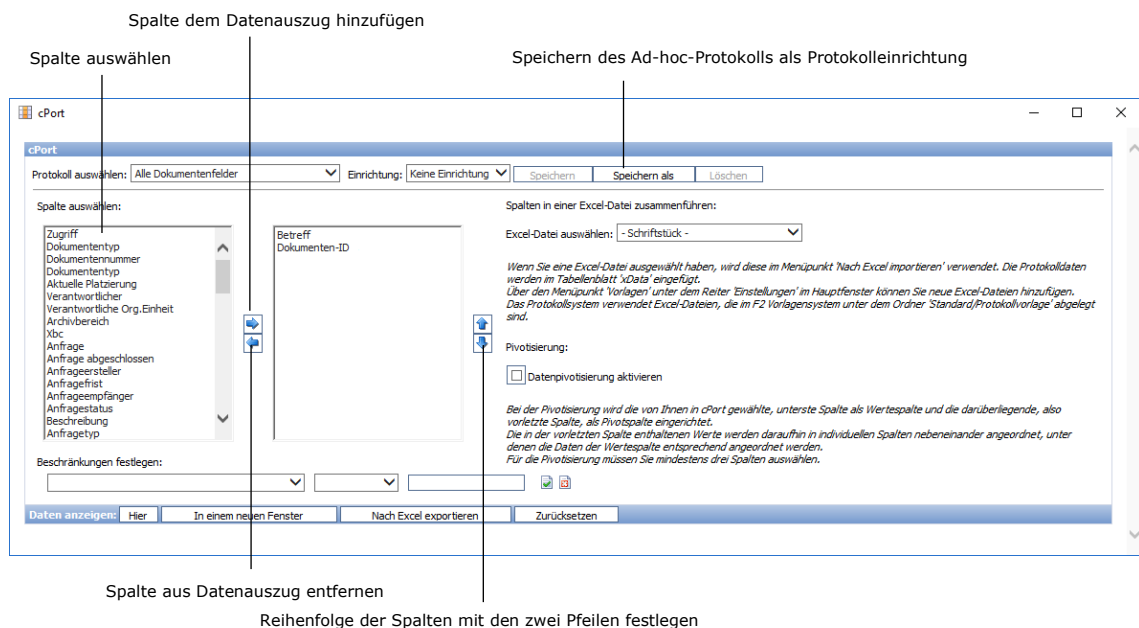 Spalte dem Datenauszug hinzufügen
Spalte auswählen
Speichern des Ad-hoc-Protokolls als Protokolleinrichtung
cPort
cPort
Protokoll auswählen: Alle Dokumentenfelder Einrichtung: Keine Einrichtung Speichern Speichern als Löschen
Spalte auswählen:
Zugriff
Dokumententyp
Dokumentennummer
Dokumententyp
Aktuelle Platzierung
Verantwortlicher
Verantwortliche Org.Einheit
Archivbereich
Xbc
Anfrage
Anfrage abgeschlossen
Anfrageersteller
Anfragefrist
Anfrageempfänger
Anfragestatus
Beschreibung
Anfragetyp
Betreff
Dokumenten-ID
Spalten in einer Excel-Datei zusammenführen:
Excel-Datei auswählen: - Schriftstück -
Wenn Sie eine Excel-Datei ausgewählt haben, wird diese im Menüpunkt 'Nach Excel importieren' verwendet. Die Protokolldaten
werden im Tabellenblatt 'xData' eingefügt.
Über den Menüpunkt 'Vorlagen' unter dem Reiter 'Einstellungen' im Hauptfenster können Sie neue Excel-Dateien hinzufügen.
Das Protokollsystem verwendet Excel-Dateien, die im F2 Vorlagensystem unter dem Ordner 'Standard/Protokollvorlage' abgelegt
sind.
Pivotisierung:
Datenpivotisierung aktivieren
Bei der Pivotisierung wird die von Ihnen in cPort gewählte, unterste Spalte als Wertespalte und die darüberliegende, also
vorletzte Spalte, als Pivotspalte eingerichtet.
Die in der vorletzten Spalte enthaltenen Werte werden daraufhin in individuellen Spalten nebeneinander angeordnet, unter
denen die Daten der Wertespalte entsprechend angeordnet werden.
Für die Pivotisierung müssen Sie mindestens drei Spalten auswählen.
Beschränkungen festlegen:
Daten anzeigen: Hier In einem neuen Fenster Nach Excel exportieren Zurücksetzen
Spalte aus Datenauszug entfernen
Reihenfolge der Spalten mit den zwei Pfeilen festlegen